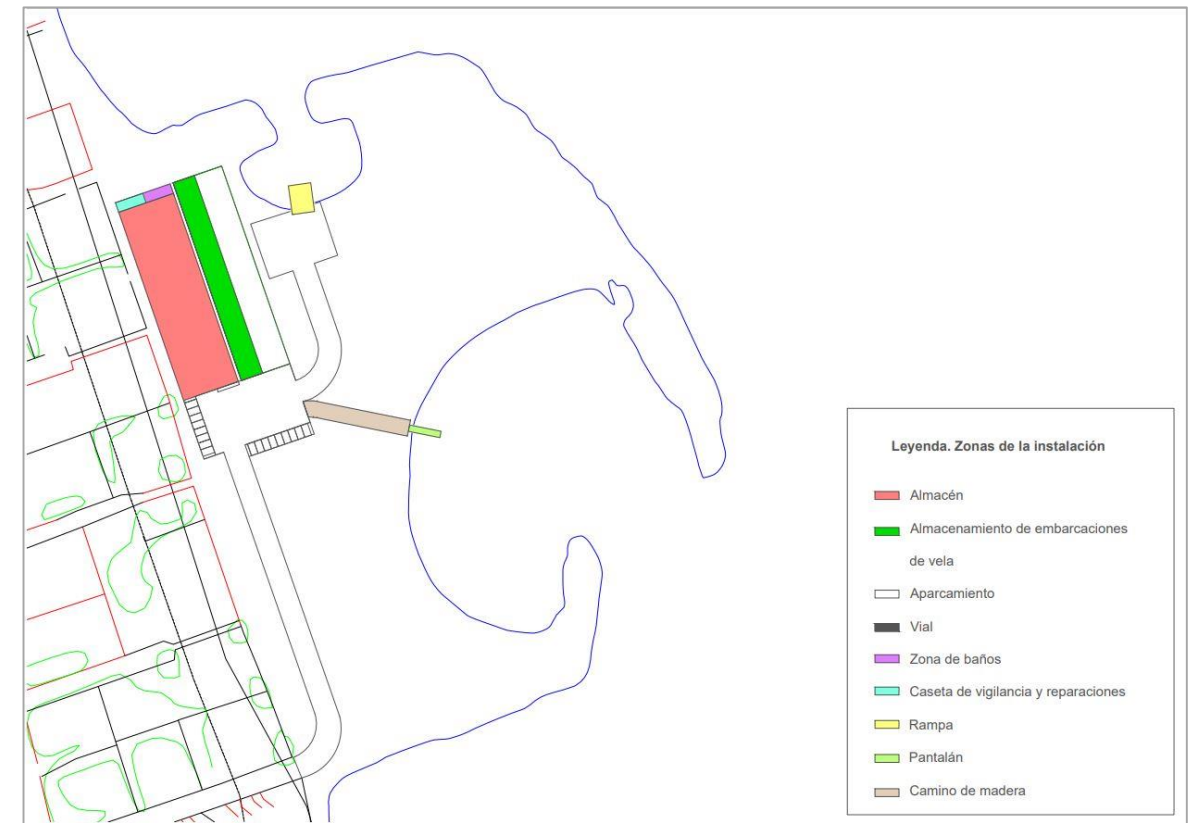 Leyenda. Zonas de la instalación
Almacén
Almacenamiento de embarcaciones
de vela
Aparcamiento
Vial
Zona de baños
Caseta de vigilancia y reparaciones
Rampa
Pantalán
Camino de madera